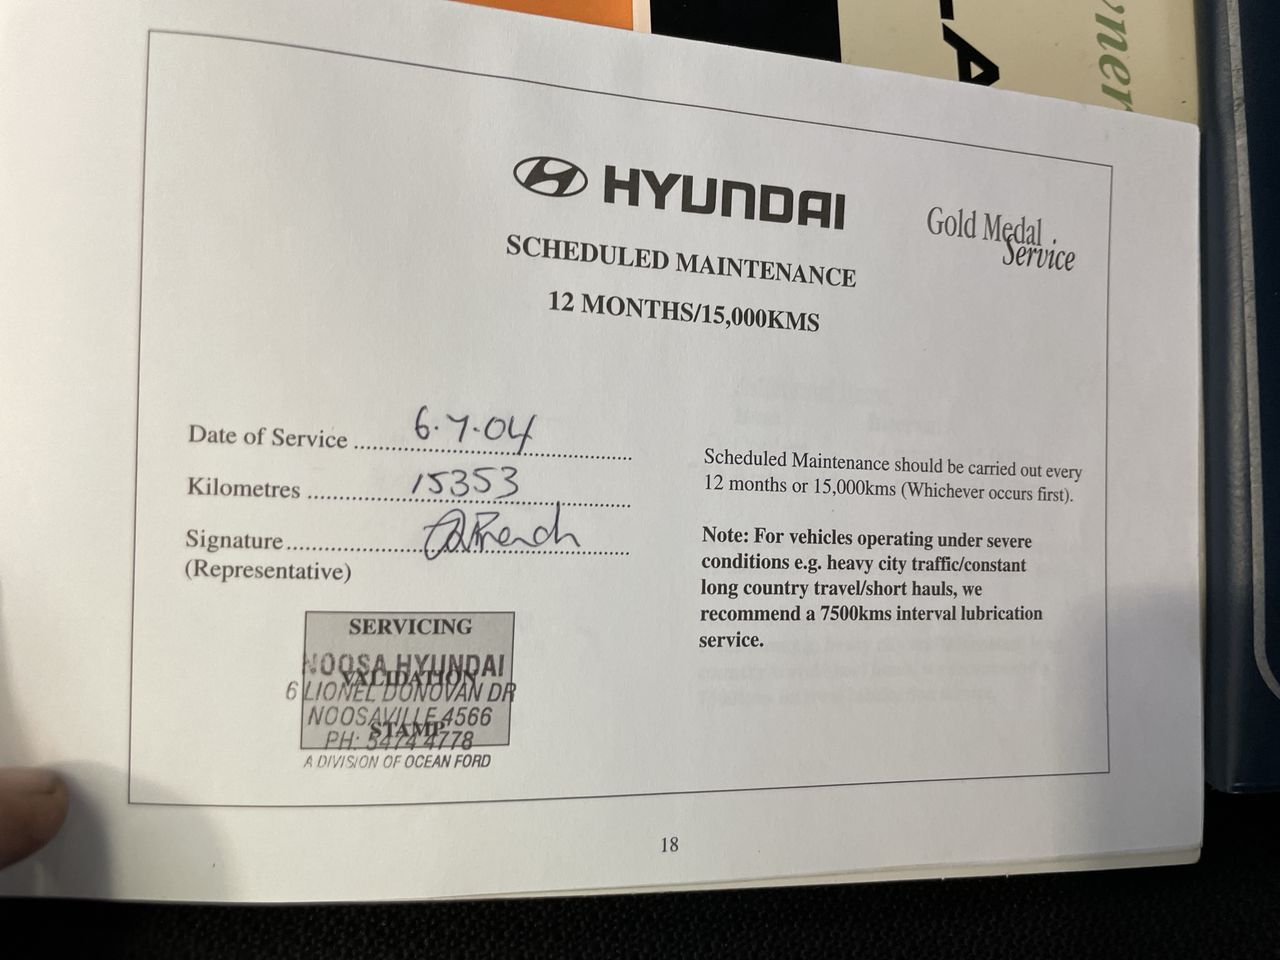 LA
wner
HYUNDAI
Gold Medal
Service
SCHEDULED MAINTENANCE
12 MONTHS/15,000KMS
Date of Service ........ 6.7.04
Kilometres ........ 15353
Signature ........
(Representative)
SERVICING
VALIDATION
STAMP
NOOSA HYUNDAI
6 LIONEL DONOVAN DR
NOOSAVILLE 4566
PH: 5474 4778
A DIVISION OF OCEAN FORD
Scheduled Maintenance should be carried out every
12 months or 15,000kms (Whichever occurs first).
Note: For vehicles operating under severe
conditions e.g. heavy city traffic/constant
long country travel/short hauls, we
recommend a 7500kms interval lubrication
service.
18